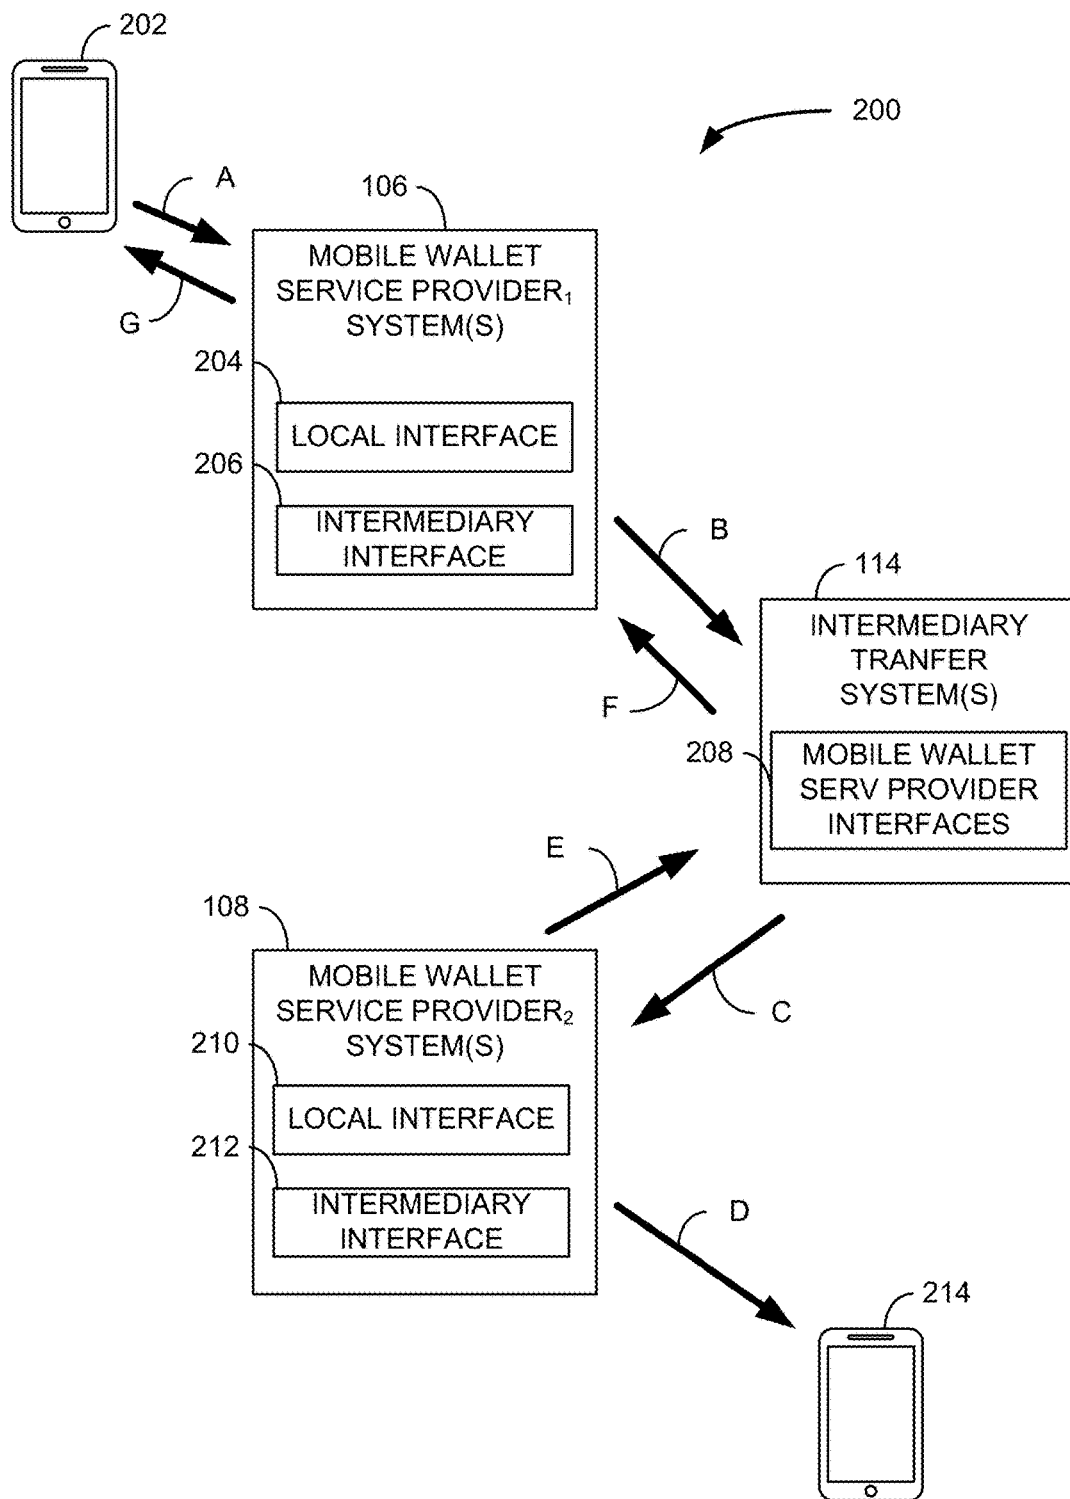 202
200
A
106
MOBILE WALLET
SERVICE PROVIDER₁
SYSTEM(S)
G
204
LOCAL INTERFACE
206
INTERMEDIARY
INTERFACE
B
114
INTERMEDIARY
TRANFER
SYSTEM(S)
F
208
MOBILE WALLET
SERV PROVIDER
INTERFACES
E
108
MOBILE WALLET
SERVICE PROVIDER₂
SYSTEM(S)
C
210
LOCAL INTERFACE
212
INTERMEDIARY
INTERFACE
D
214